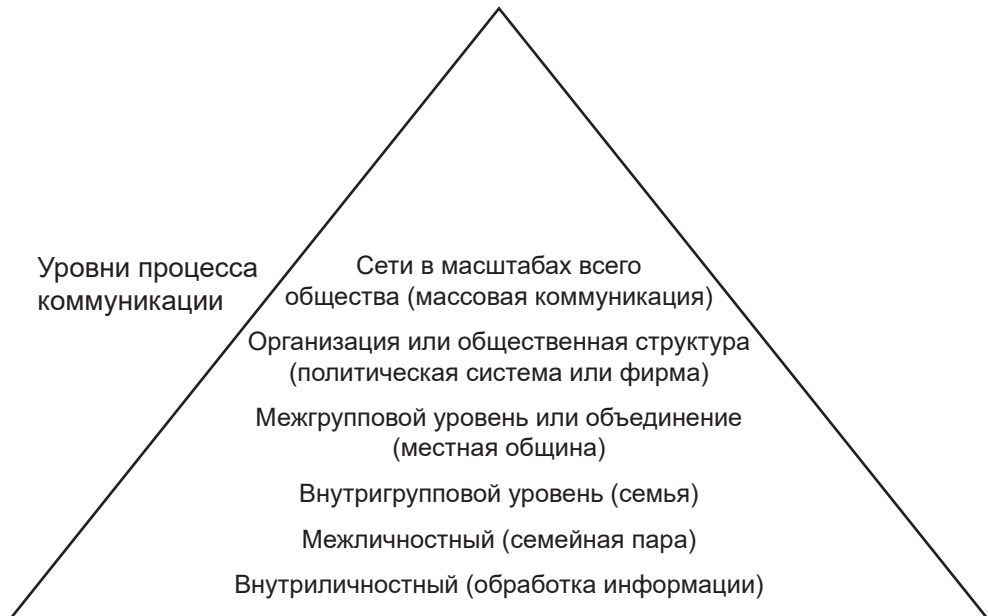 Уровни процесса
коммуникации
Сети в масштабах всего
общества (массовая коммуникация)
Организация или общественная структура
(политическая система или фирма)
Межгрупповой уровень или объединение
(местная община)
Внутригрупповой уровень (семья)
Межличностный (семейная пара)
Внутриличностный (обработка информации)